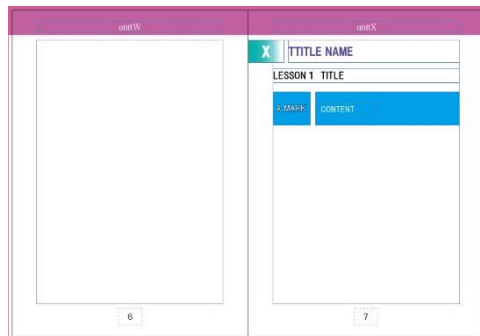 unitW
unitX
X TTITLE NAME
LESSON 1 TITLE
A MARK CONTENT
6
7